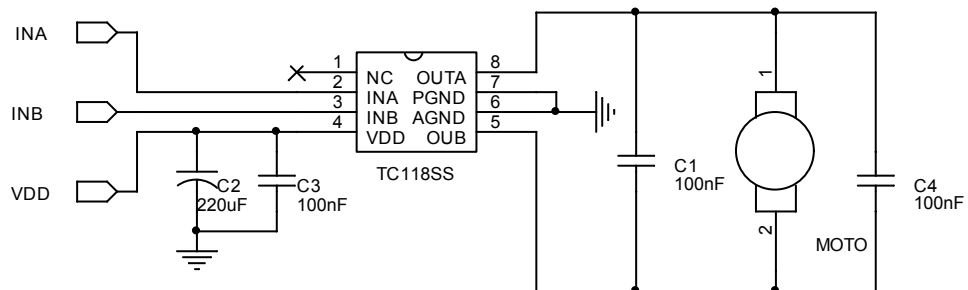 INA
INB
VDD
1
2
3
4
NC OUTA
INA PGND
INB AGND
VDD OUB
8
7
6
5
TC118SS
C2
220uF
C3
100nF
C1
100nF
1
2
MOTO
C4
100nF